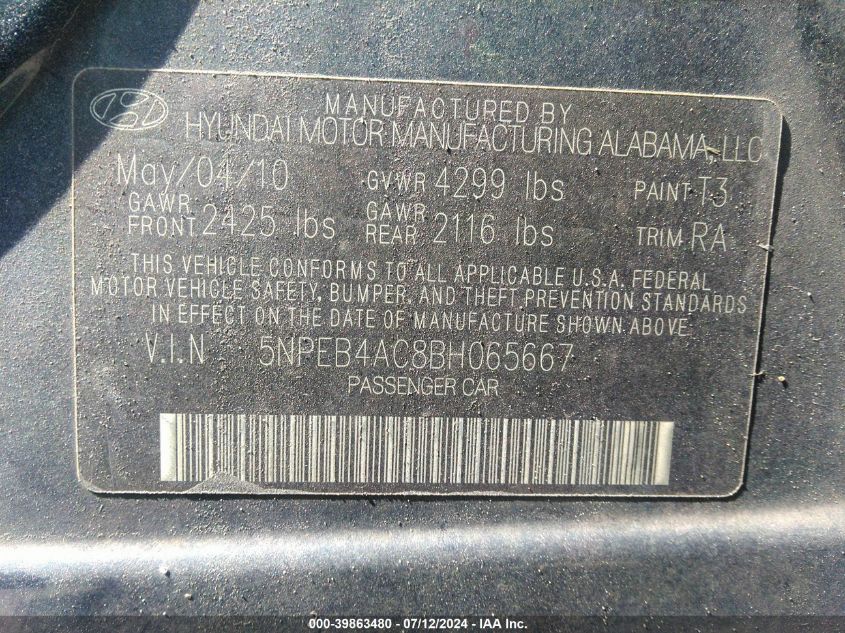 MANUFACTURED BY
HYUNDAI MOTOR MANUFACTURING ALABAMA, LLC
May/04/10 GVWR 4299 lbs PAINT T3
GAWR FRONT 2425 lbs GAWR REAR 2116 lbs TRIM RA
THIS VEHICLE CONFORMS TO ALL APPLICABLE U.S.A. FEDERAL
MOTOR VEHICLE SAFETY, BUMPER, AND THEFT PREVENTION STANDARDS
IN EFFECT ON THE DATE OF MANUFACTURE SHOWN ABOVE.
V.I.N 5NPEB4AC8BH065667
PASSENGER CAR
000-39863480 - 07/12/2024 - IAA Inc.